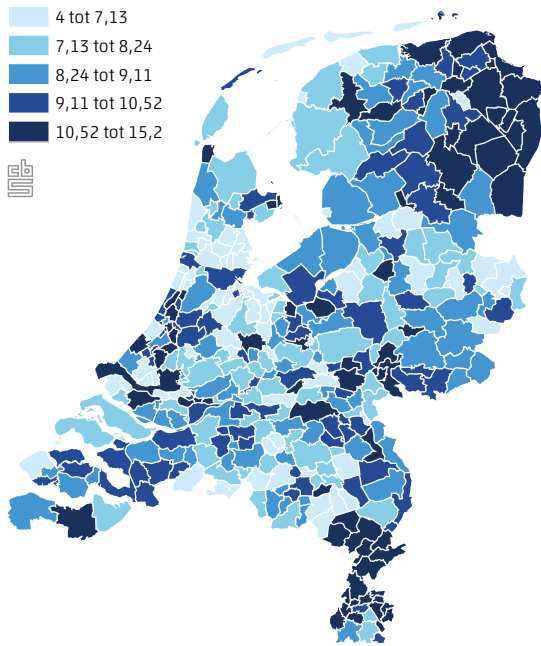 4 tot 7,13
7,13 tot 8,24
8,24 tot 9,11
9,11 tot 10,52
10,52 tot 15,2
cbs